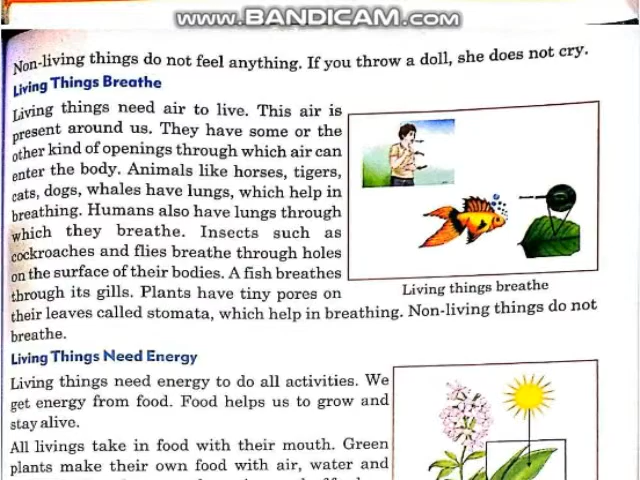 www.BANDICAM.com
Non-living things do not feel anything. If you throw a doll, she does not cry.
Living Things Breathe
Living things need air to live. This air is
present around us. They have some or the
other kind of openings through which air can
enter the body. Animals like horses, tigers,
cats, dogs, whales have lungs, which help in
breathing. Humans also have lungs through
which they breathe. Insects such as
cockroaches and flies breathe through holes
on the surface of their bodies. A fish breathes
through its gills. Plants have tiny pores on
their leaves called stomata, which help in breathing. Non-living things do not
breathe.
Living things breathe
Living Things Need Energy
Living things need energy to do all activities. We
get energy from food. Food helps us to grow and
stay alive.
All livings take in food with their mouth. Green
plants make their own food with air, water and